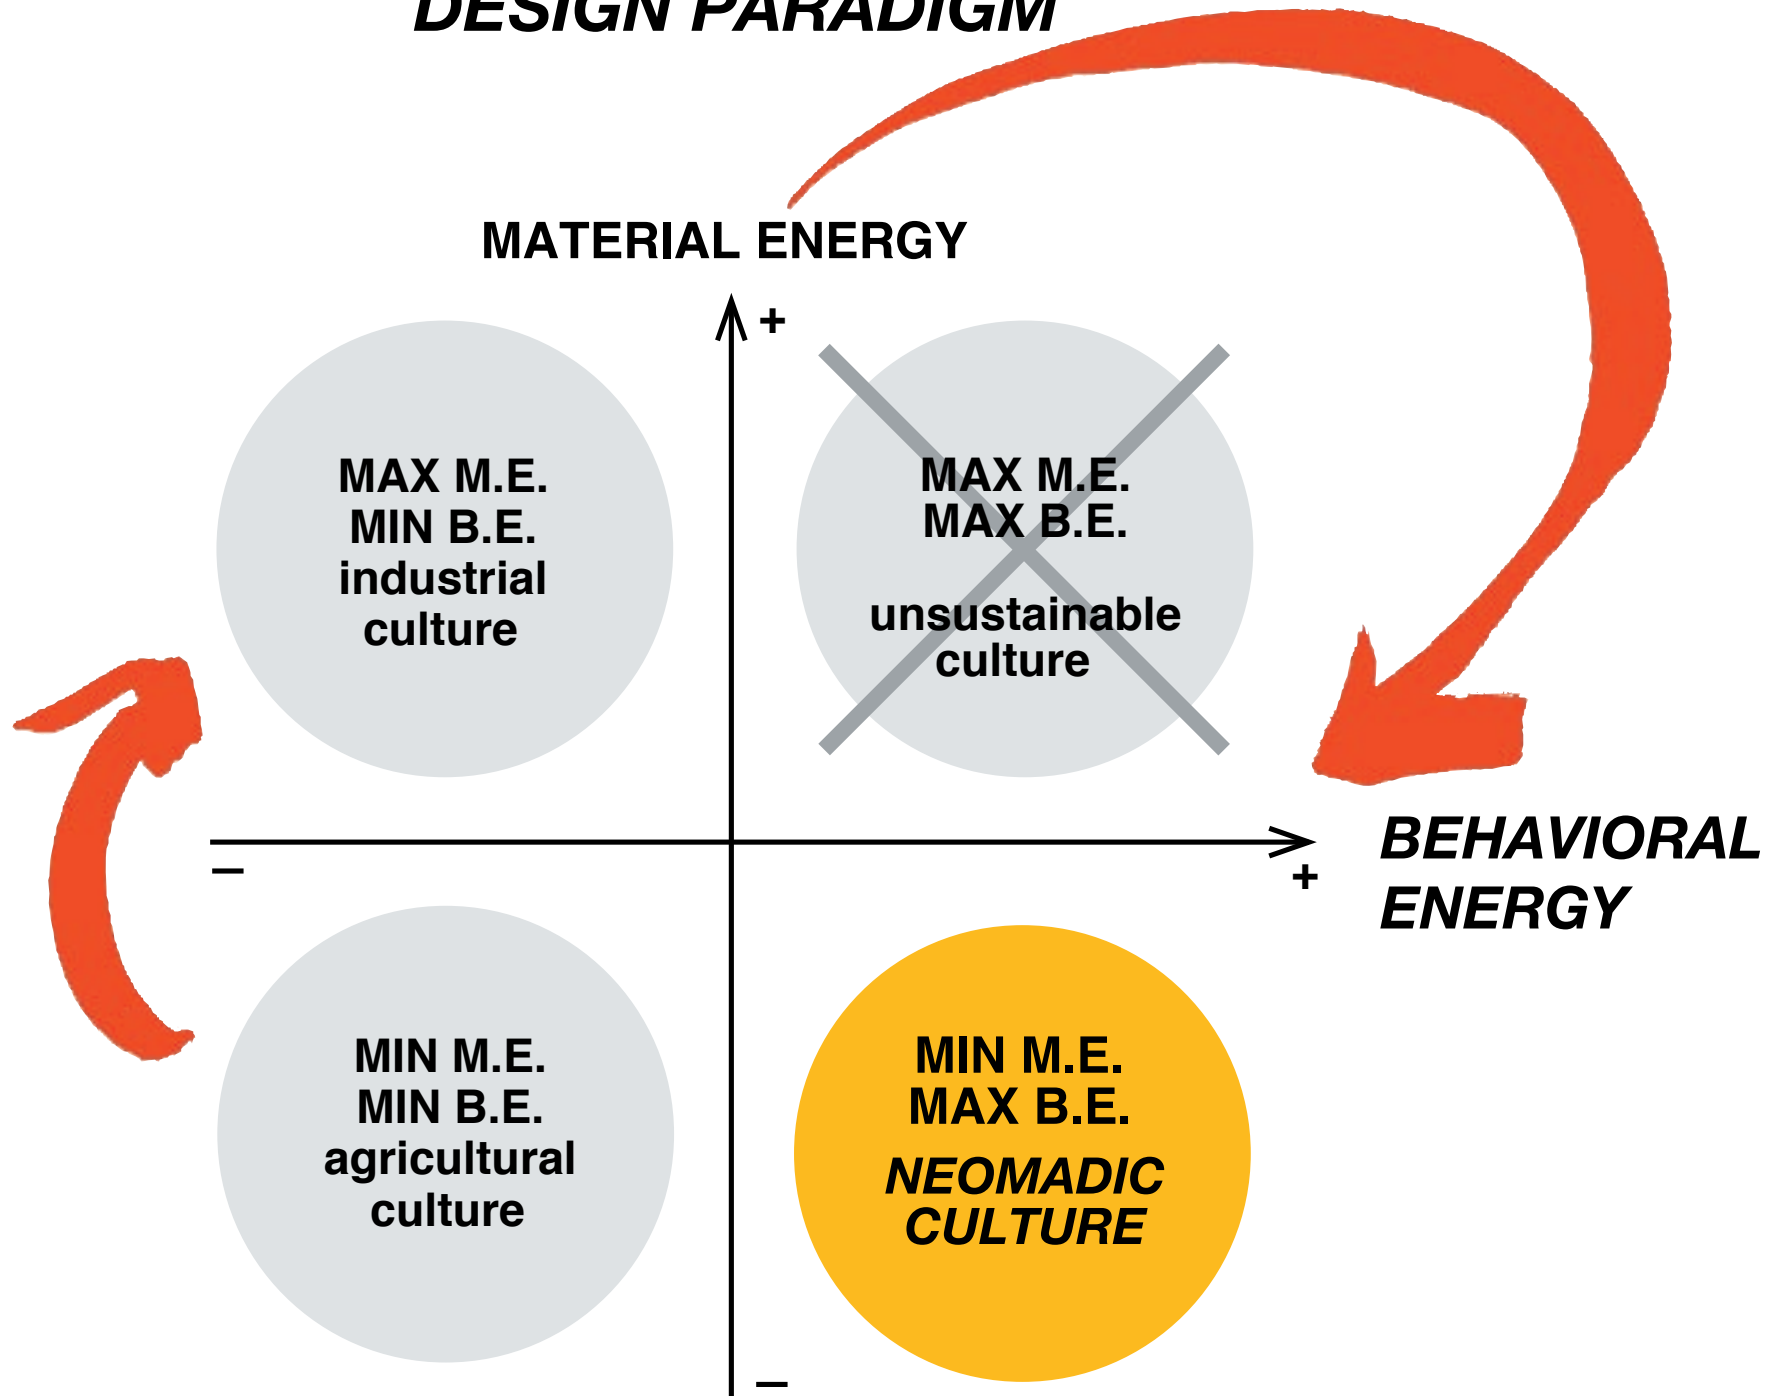 DESIGN PARADIGM
MATERIAL ENERGY
+
MAX M.E.
MIN B.E.
industrial
culture
MAX M.E.
MAX B.E.
unsustainable
culture
–
+
BEHAVIORAL
ENERGY
MIN M.E.
MIN B.E.
agricultural
culture
MIN M.E.
MAX B.E.
NEOMADIC
CULTURE
–